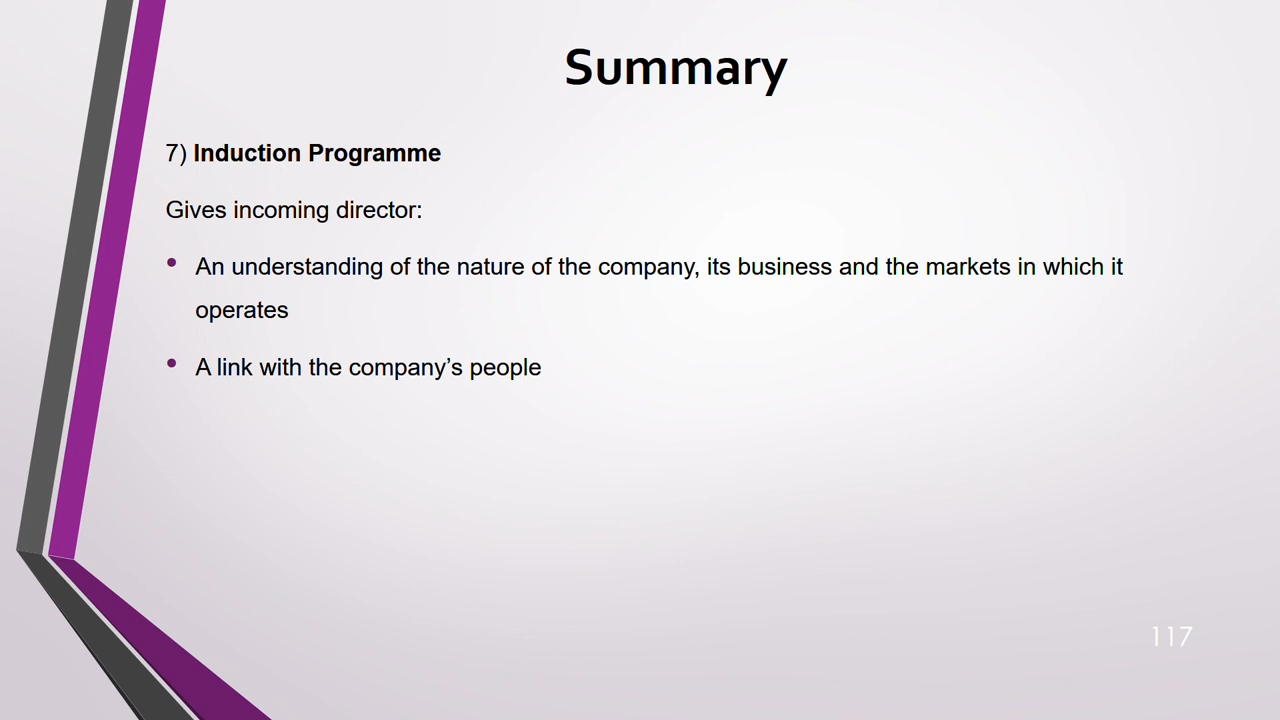 Summary
7) Induction Programme
Gives incoming director:
• An understanding of the nature of the company, its business and the markets in which it
operates
• A link with the company’s people
117